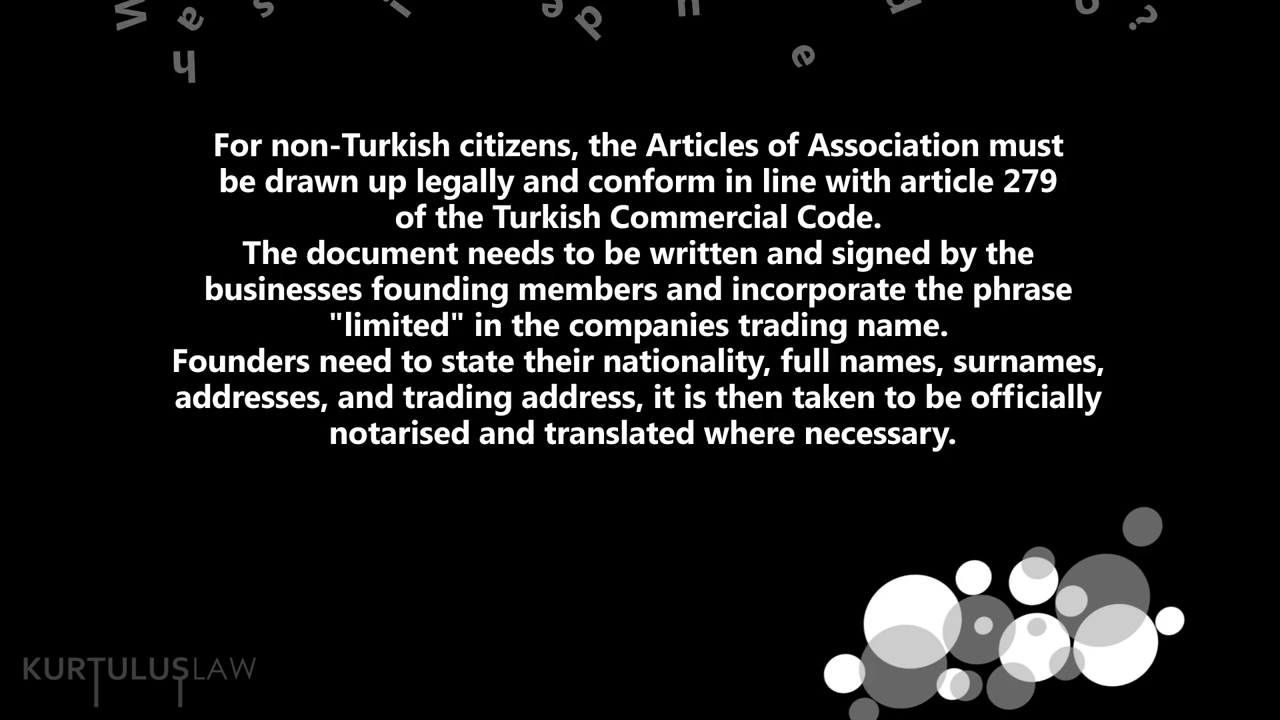 W h a s i d e d u e d o ?
For non-Turkish citizens, the Articles of Association must
be drawn up legally and conform in line with article 279
of the Turkish Commercial Code.
The document needs to be written and signed by the
businesses founding members and incorporate the phrase
"limited" in the companies trading name.
Founders need to state their nationality, full names, surnames,
addresses, and trading address, it is then taken to be officially
notarised and translated where necessary.
KURTULUSLAW